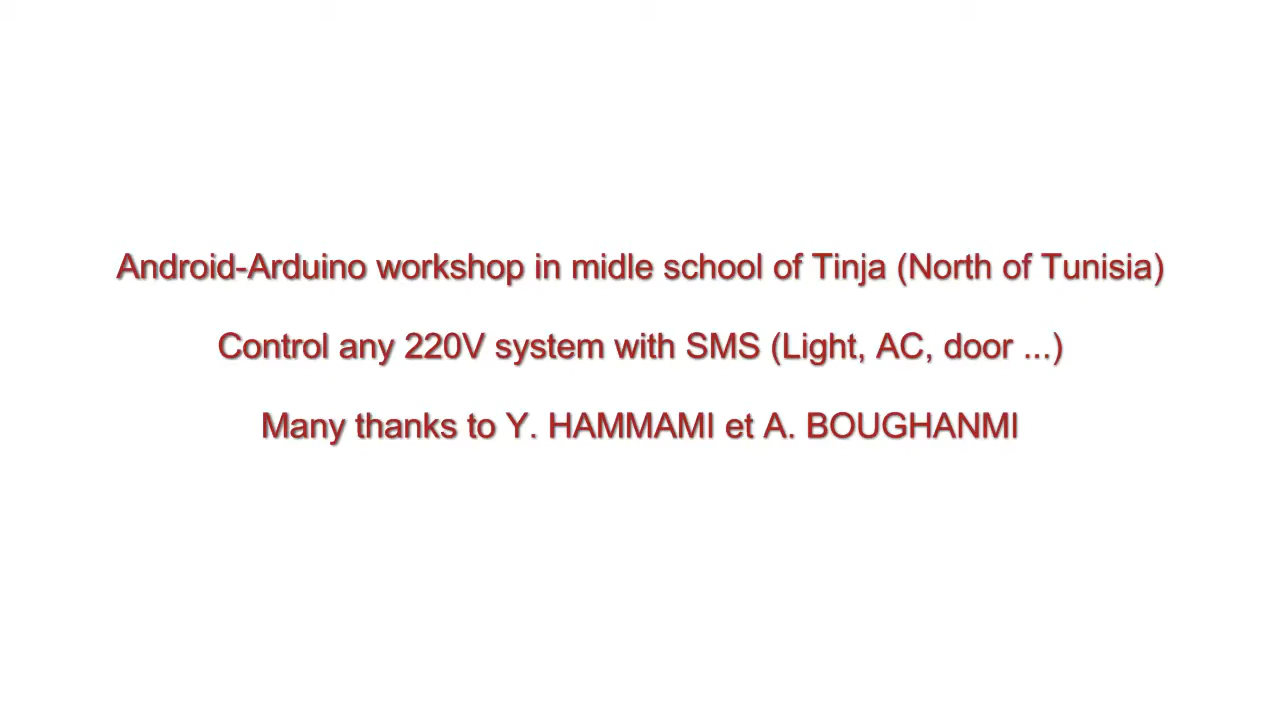 Android-Arduino workshop in midle school of Tinja (North of Tunisia)
Control any 220V system with SMS (Light, AC, door ...)
Many thanks to Y. HAMMAMI et A. BOUGHANMI